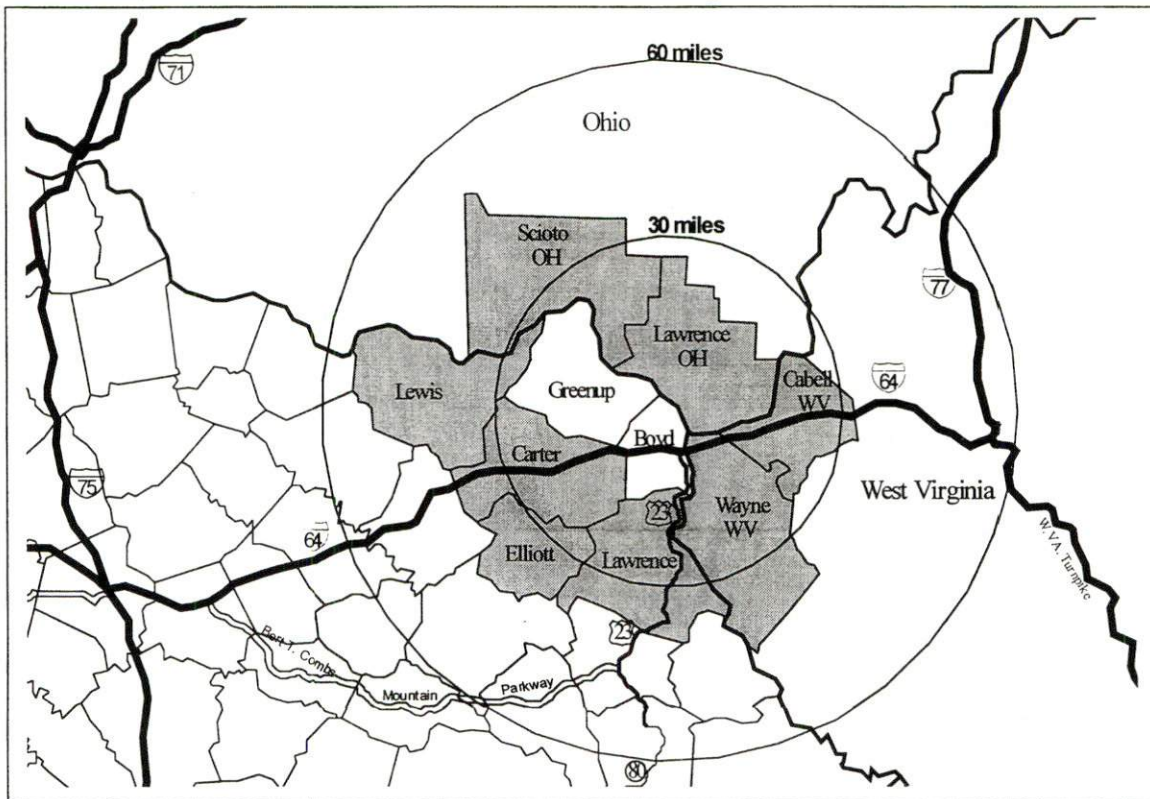 60 miles
71
Ohio
30 miles
Scioto
OH
77
Lawrence
OH
Lewis
Greenup
Cabell
WV
64
Carter
Boyd
75
West Virginia
23
Wayne
WV
64
Elliott
Lawrence
W.VA. Turnpike
23
Bert T. Combs
Mountain
Parkway
80